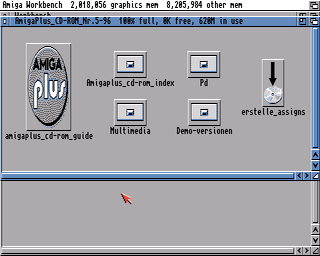 Amiga Workbench 2,018,056 graphics mem 8,205,984 other mem
AmigaPlus_CD-ROM_Nr.5-96 100% full, 0K free, 620M in use
AMIGA
plus
Amigaplus_cd-rom_index
Pd
amigaplus_cd-rom_guide
Multimedia
Demo-versionen
erstelle_assigns